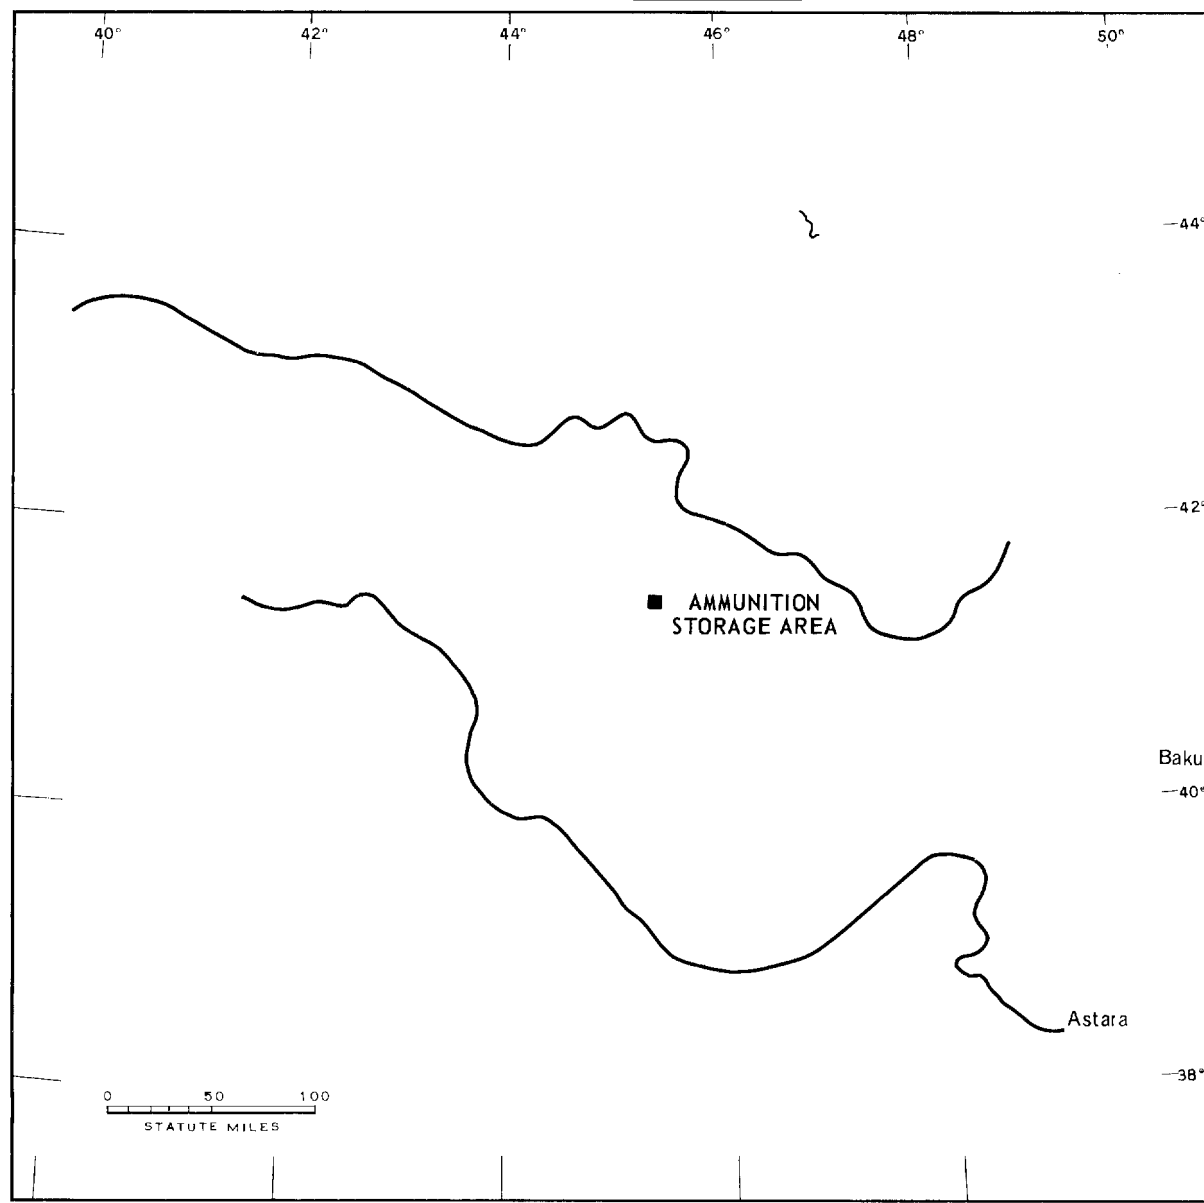 40° 42° 44° 46° 48° 50°
44°
42°
AMMUNITION
STORAGE AREA
Baku
40°
Astara
38°
0 50 100
STATUTE MILES